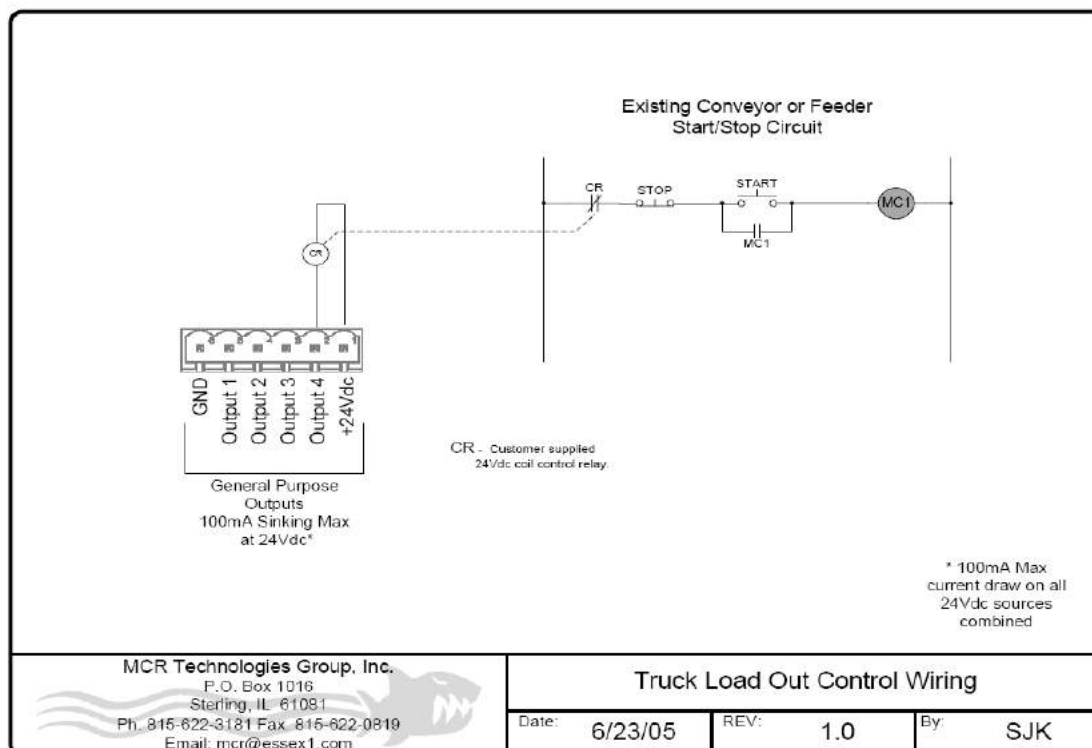 Existing Conveyor or Feeder
Start/Stop Circuit
CR
STOP
START
MC1
MC1
CR
GND
Output 1
Output 2
Output 3
Output 4
+24Vdc
CR - Customer supplied
24Vdc coil control relay.
General Purpose
Outputs
100mA Sinking Max
at 24Vdc*
* 100mA Max
current draw on all
24Vdc sources
combined
MCR Technologies Group, Inc.
P.O. Box 1016
Sterling, IL 61081
Ph. 815-622-3181 Fax 815-622-0819
Email: mcr@essex1.com
Truck Load Out Control Wiring
Date: 6/23/05 REV: 1.0 By: SJK